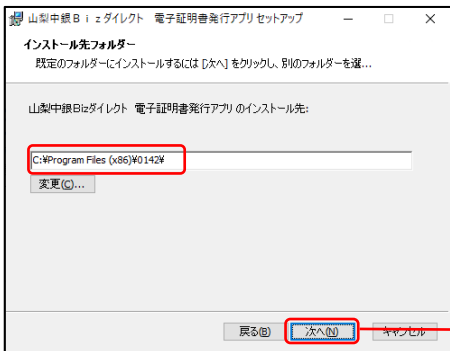 山梨中銀Ｂｉｚダイレクト 電子証明書発行アプリ セットアップ
インストール先フォルダー
既定のフォルダーにインストールするには [次へ] をクリックし、別のフォルダーを選...
山梨中銀Bizダイレクト 電子証明書発行アプリ のインストール先:
C:¥Program Files (x86)¥0142¥
変更(C)...
戻る(B) 次へ(N) キャンセル